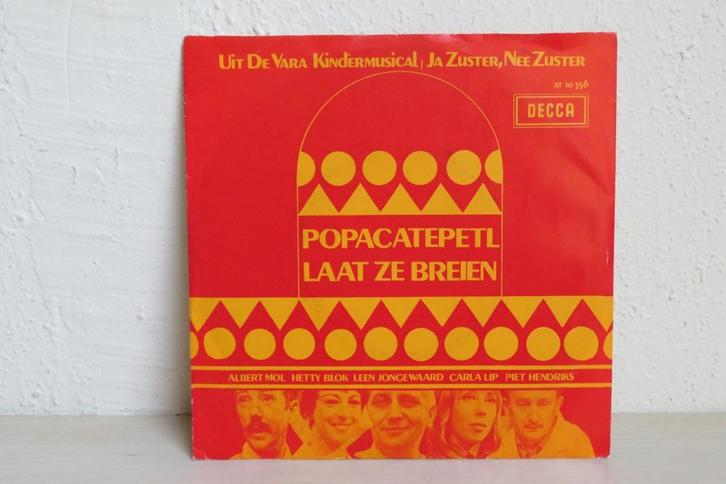 Uit De Vara Kindermusical, Ja Zuster, Nee Zuster
AT 10 356
DECCA
POPACATEPETL
LAAT ZE BREIEN
ALBERT MOL HETTY BLOK LEEN JONGEWAARD CARLA LIP PIET HENDRIKS